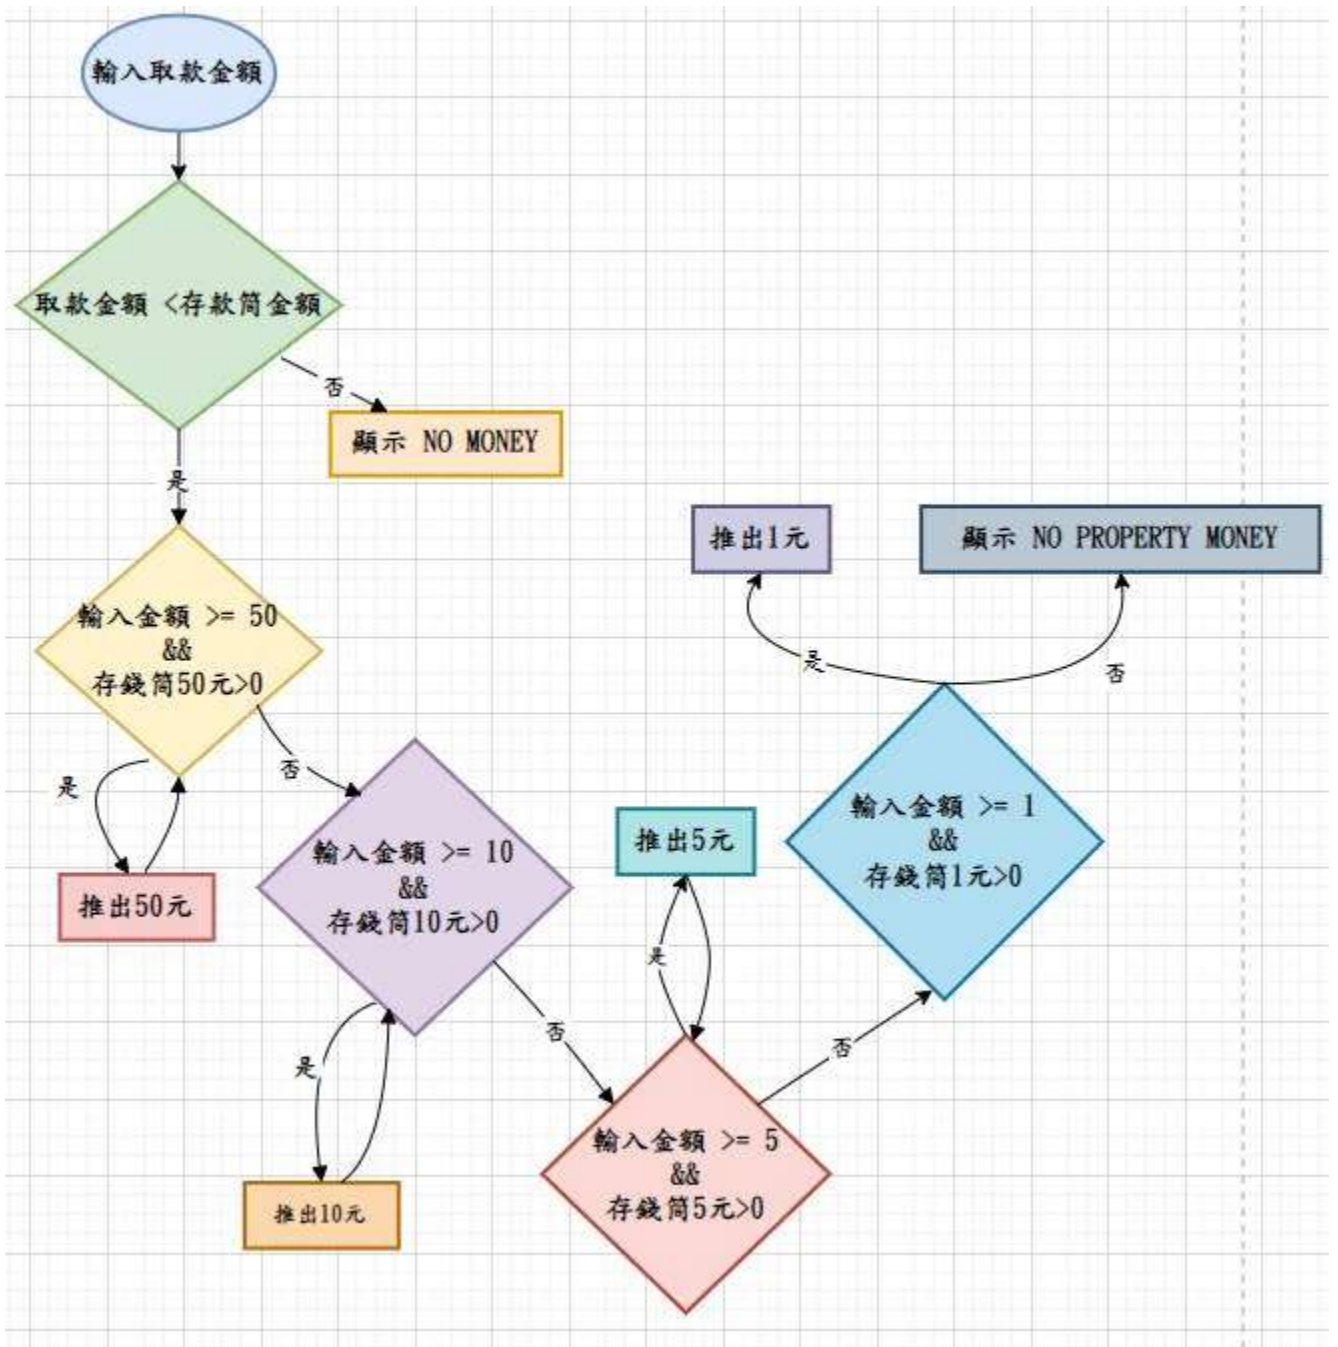 輸入取款金額
取款金額 <存款筒金額
否
顯示 NO MONEY
是
輸入金額 >= 50
&&
存錢筒50元>0
是
否
推出50元
輸入金額 >= 10
&&
存錢筒10元>0
是
否
推出10元
推出5元
是
輸入金額 >= 5
&&
存錢筒5元>0
否
輸入金額 >= 1
&&
存錢筒1元>0
是
否
推出1元
顯示 NO PROPERTY MONEY